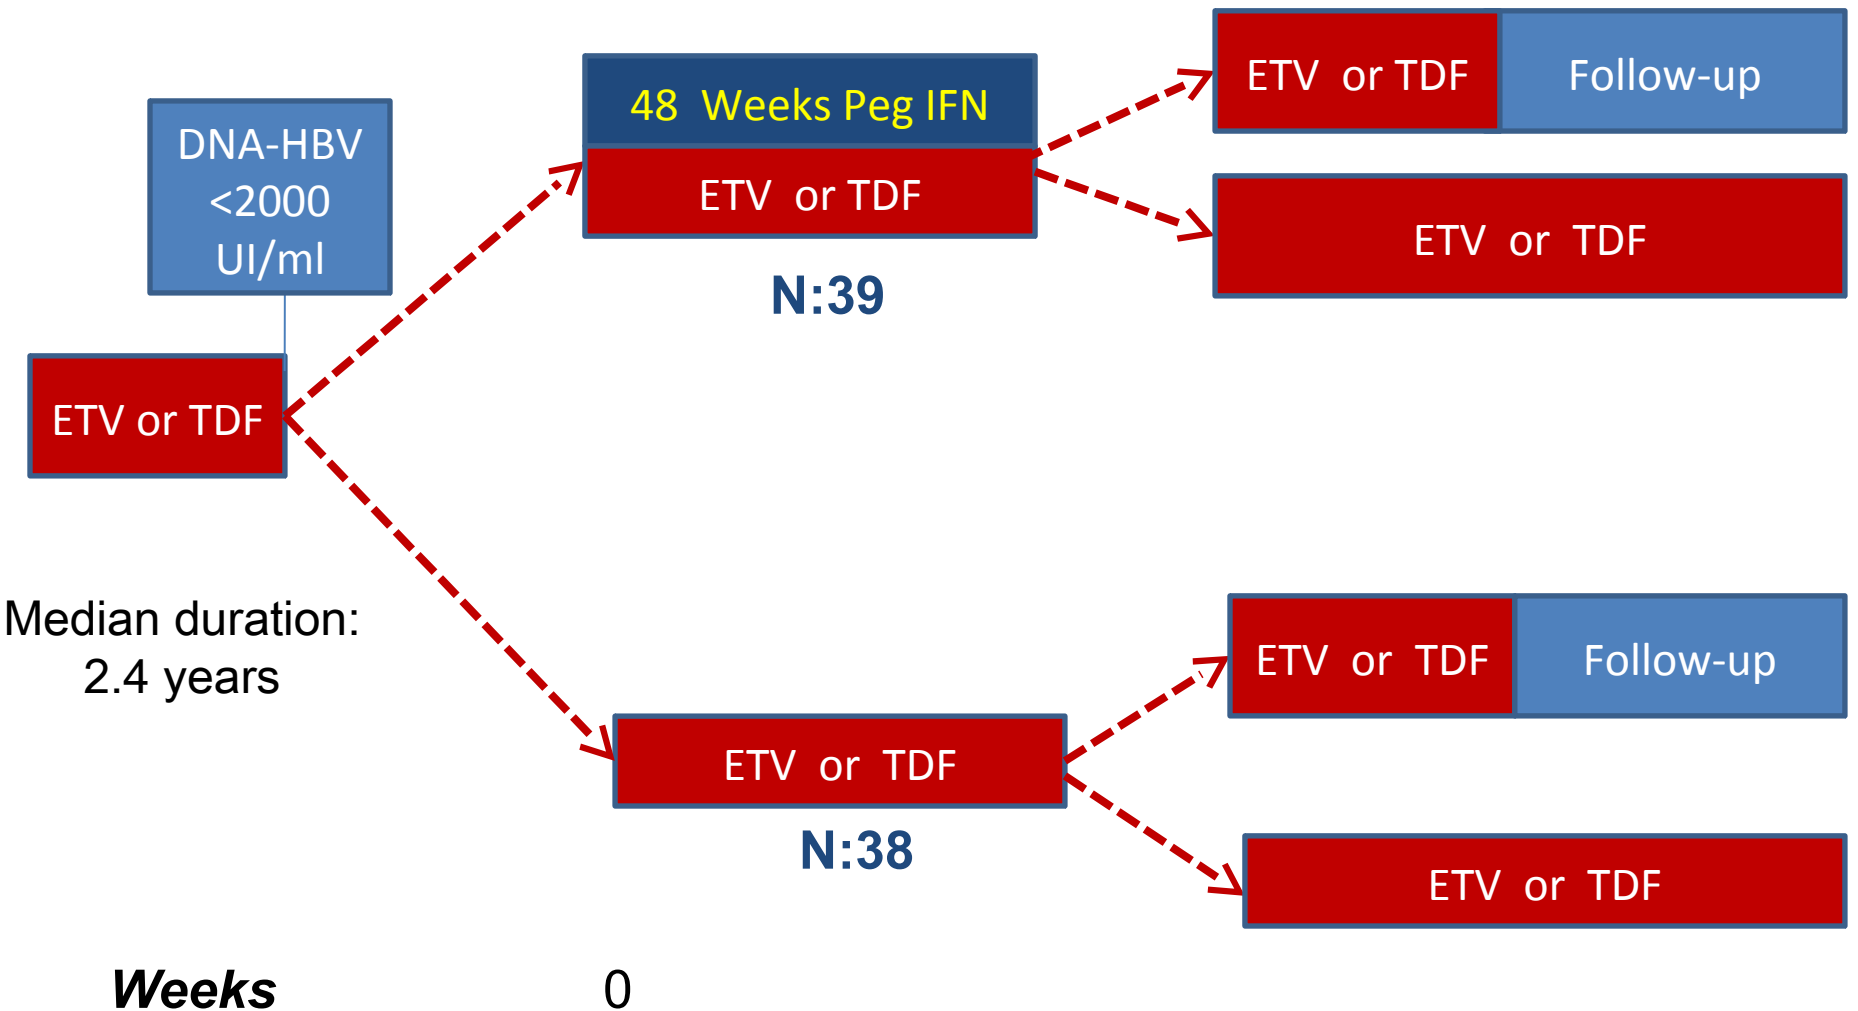 DNA-HBV
<2000
UI/ml
ETV or TDF
Median duration:
2.4 years
48 Weeks Peg IFN
ETV or TDF
N:39
ETV or TDF
Follow-up
ETV or TDF
ETV or TDF
N:38
ETV or TDF
Follow-up
ETV or TDF
Weeks 0